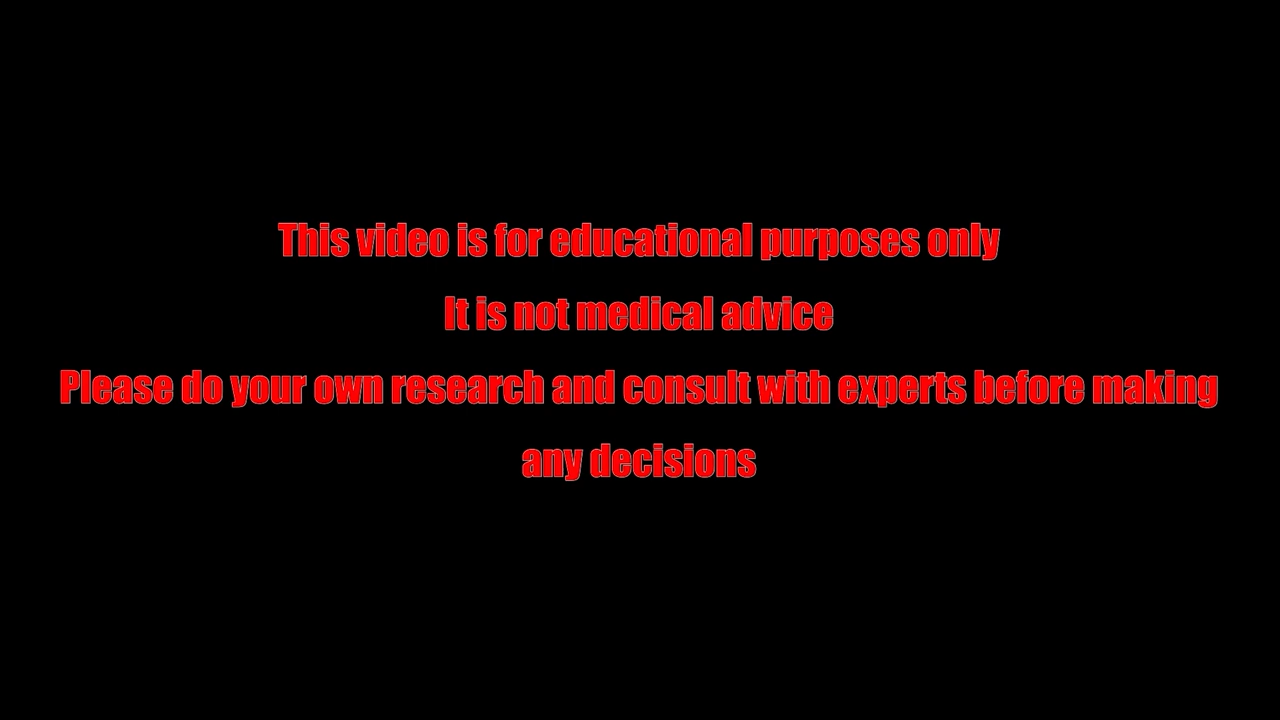 This video is for educational purposes only
It is not medical advice
Please do your own research and consult with experts before making
any decisions